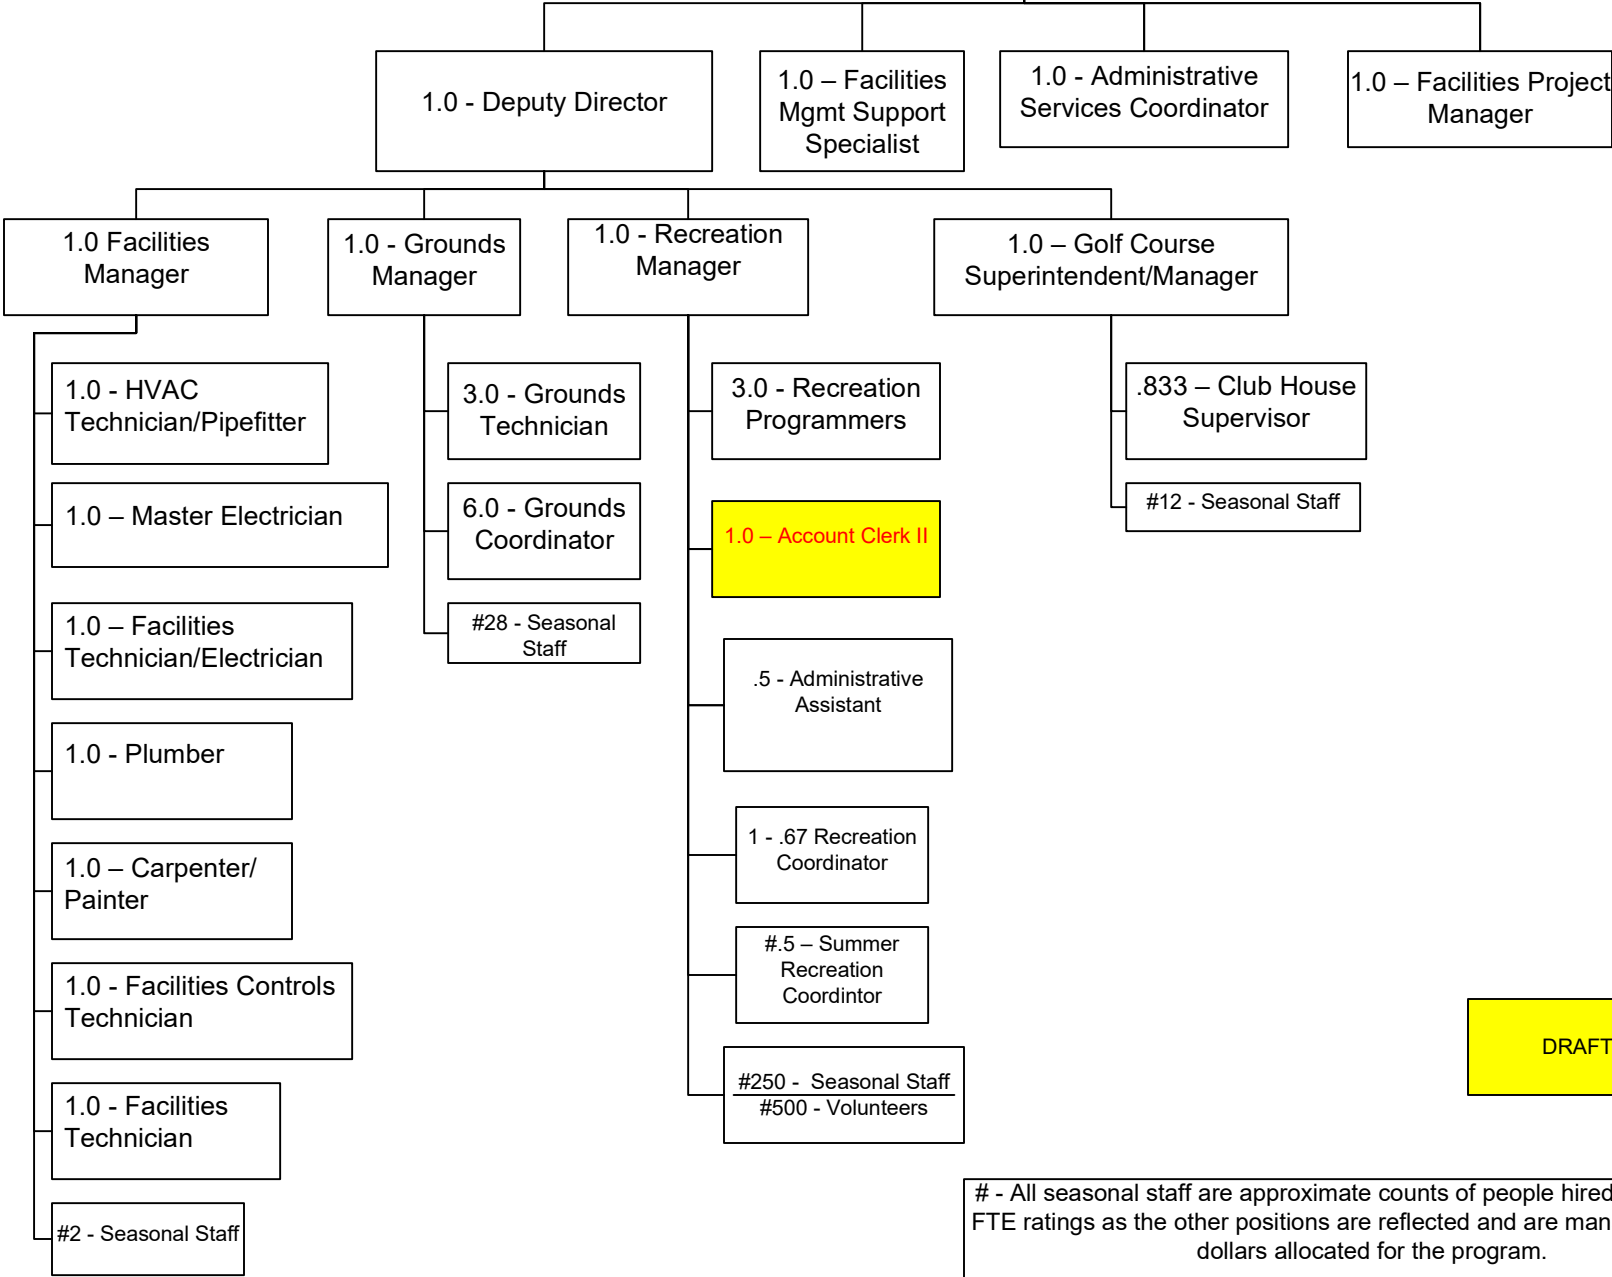 1.0 - Deputy Director
1.0 – Facilities
Mgmt Support
Specialist
1.0 - Administrative
Services Coordinator
1.0 – Facilities Project
Manager
1.0 Facilities
Manager
1.0 - Grounds
Manager
1.0 - Recreation
Manager
1.0 – Golf Course
Superintendent/Manager
1.0 - HVAC
Technician/Pipefitter
1.0 – Master Electrician
1.0 – Facilities
Technician/Electrician
1.0 - Plumber
1.0 – Carpenter/
Painter
1.0 - Facilities Controls
Technician
1.0 - Facilities
Technician
#2 - Seasonal Staff
3.0 - Grounds
Technician
6.0 - Grounds
Coordinator
#28 - Seasonal
Staff
3.0 - Recreation
Programmers
1.0 – Account Clerk II
.5 - Administrative
Assistant
1 - .67 Recreation
Coordinator
#.5 – Summer
Recreation
Coordintor
#250 - Seasonal Staff
#500 - Volunteers
.833 – Club House
Supervisor
#12 - Seasonal Staff
DRAFT
# - All seasonal staff are approximate counts of people hired
FTE ratings as the other positions are reflected and are man
dollars allocated for the program.